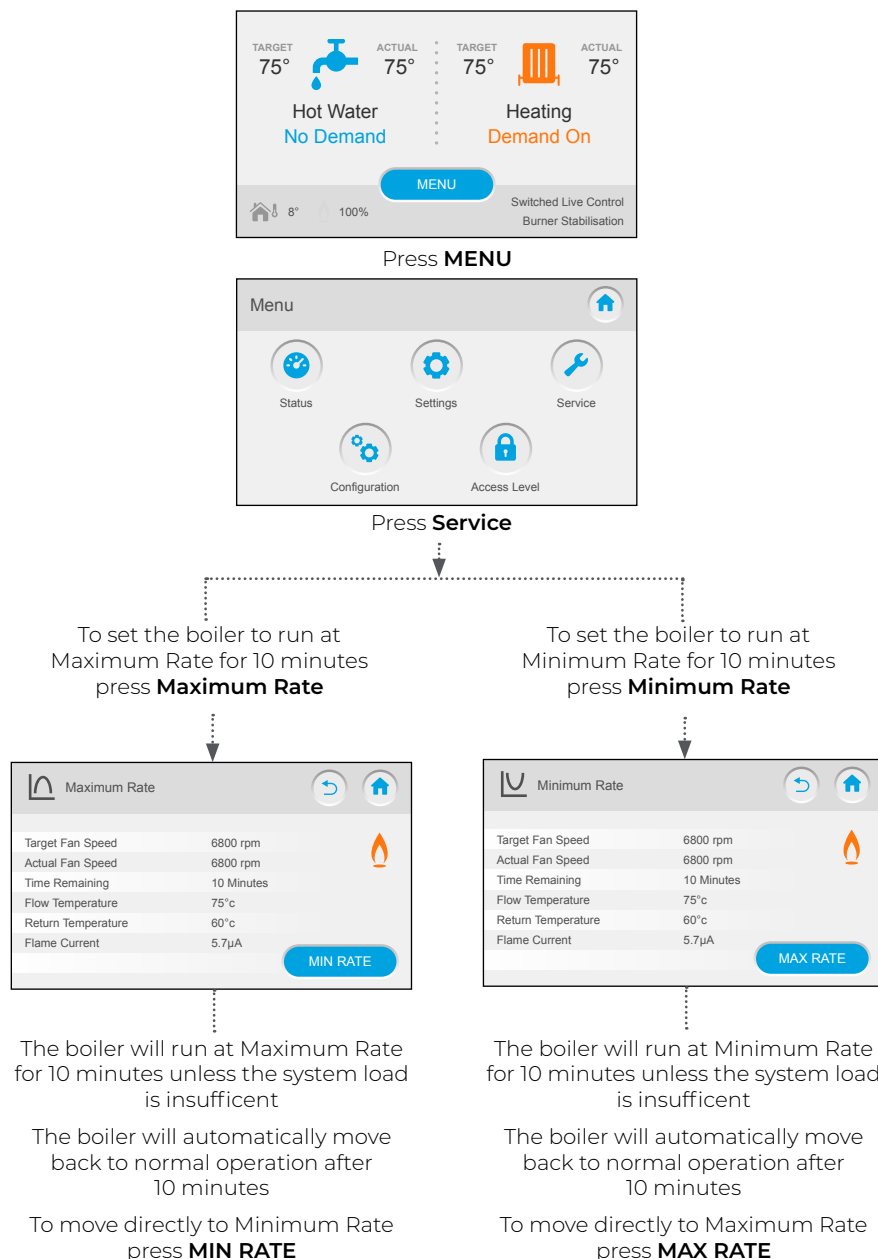 TARGET ACTUAL TARGET ACTUAL
75° 75° 75° 75°
Hot Water Heating
No Demand Demand On
MENU
8° 100% Switched Live Control
Burner Stabilisation
Press MENU
Menu
Status Settings Service
Configuration Access Level
Press Service
To set the boiler to run at
Maximum Rate for 10 minutes
press Maximum Rate
Maximum Rate
Target Fan Speed 6800 rpm
Actual Fan Speed 6800 rpm
Time Remaining 10 Minutes
Flow Temperature 75°c
Return Temperature 60°c
Flame Current 5.7µA
MIN RATE
The boiler will run at Maximum Rate
for 10 minutes unless the system load
is insufficent
The boiler will automatically move
back to normal operation after
10 minutes
To move directly to Minimum Rate
press MIN RATE
To set the boiler to run at
Minimum Rate for 10 minutes
press Minimum Rate
Minimum Rate
Target Fan Speed 6800 rpm
Actual Fan Speed 6800 rpm
Time Remaining 10 Minutes
Flow Temperature 75°c
Return Temperature 60°c
Flame Current 5.7µA
MAX RATE
The boiler will run at Minimum Rate
for 10 minutes unless the system load
is insufficent
The boiler will automatically move
back to normal operation after
10 minutes
To move directly to Maximum Rate
press MAX RATE